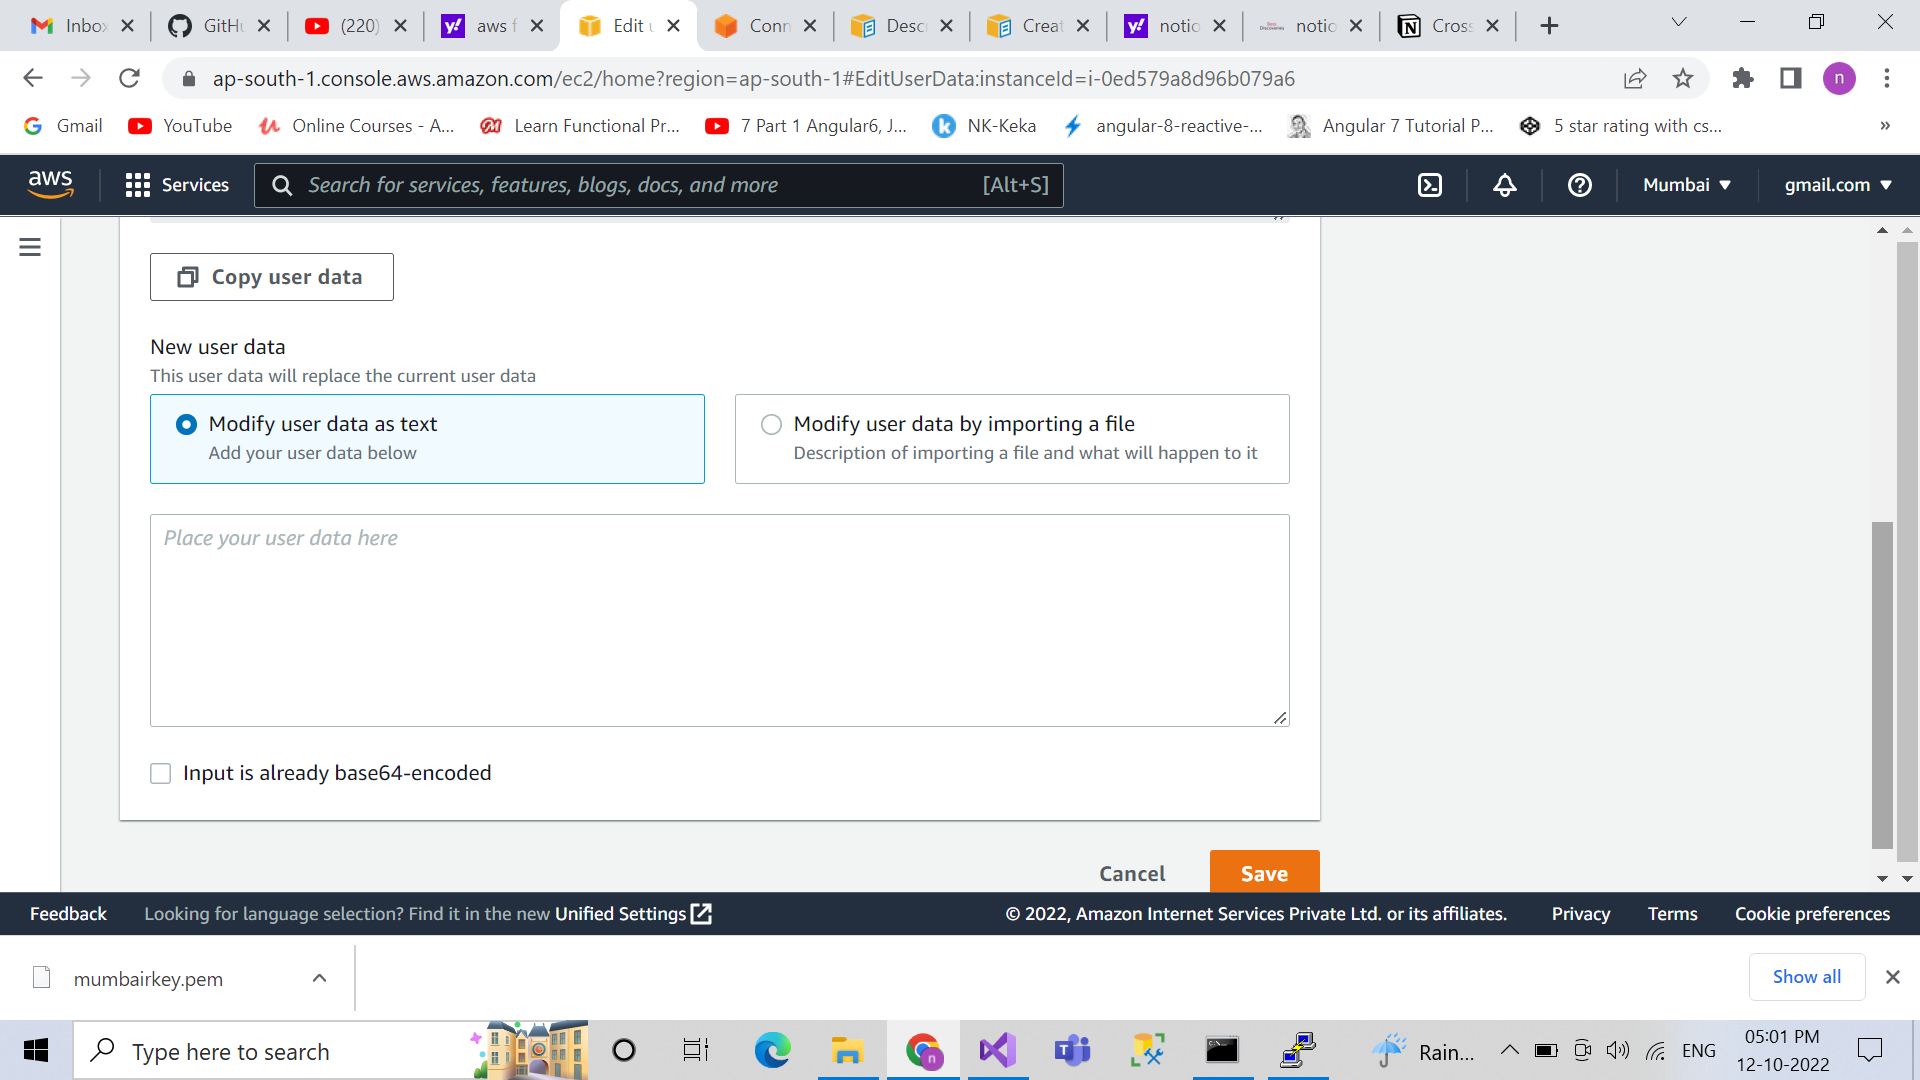 Inbox
GitHu
(220)
aws f
Edit u
Conn
Descr
Creat
notio
notio
Cross
ap-south-1.console.aws.amazon.com/ec2/home?region=ap-south-1#EditUserData:instanceId=i-0ed579a8d96b079a6
n
Gmail
YouTube
Online Courses - A...
Learn Functional Pr...
7 Part 1 Angular6, J...
NK-Keka
angular-8-reactive-...
Angular 7 Tutorial P...
5 star rating with cs...
»
aws
Services
Search for services, features, blogs, docs, and more
[Alt+S]
Mumbai
gmail.com
Copy user data
New user data
This user data will replace the current user data
Modify user data as text
Add your user data below
Modify user data by importing a file
Description of importing a file and what will happen to it
Place your user data here
Input is already base64-encoded
Cancel
Save
Feedback
Looking for language selection? Find it in the new Unified Settings
© 2022, Amazon Internet Services Private Ltd. or its affiliates.
Privacy
Terms
Cookie preferences
mumbairkey.pem
Show all
Type here to search
Rain...
ENG
05:01 PM
12-10-2022